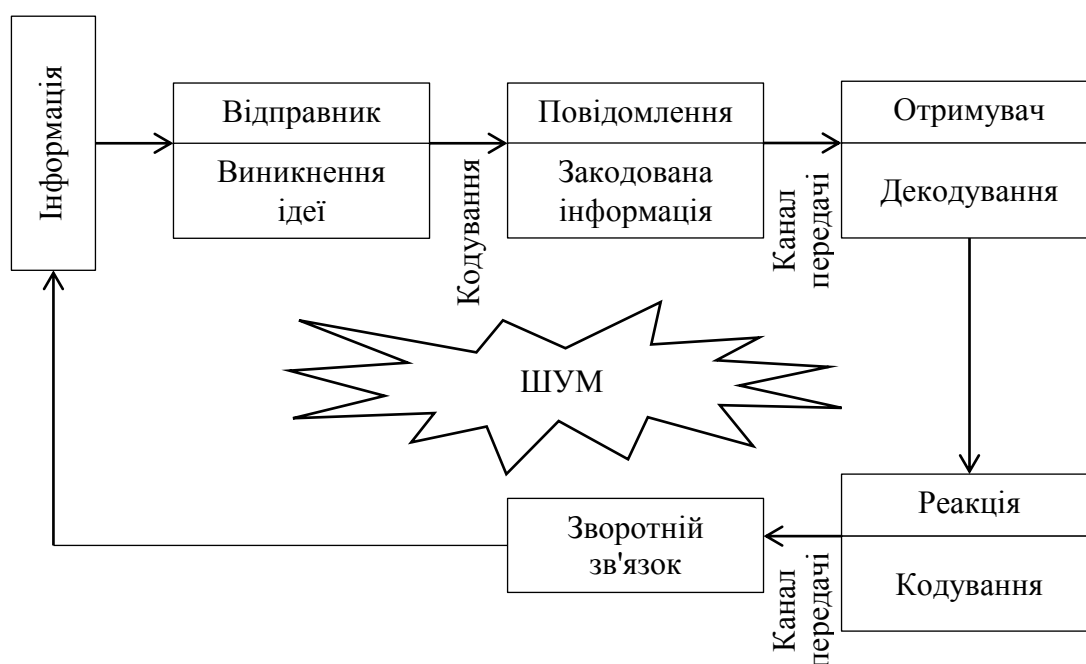 Інформація
Відправник
Виникнення
ідеї
Кодування
Повідомлення
Закодована
інформація
Канал
передачі
Отримувач
Декодування
ШУМ
Реакція
Кодування
Канал
передачі
Зворотній
зв'язок